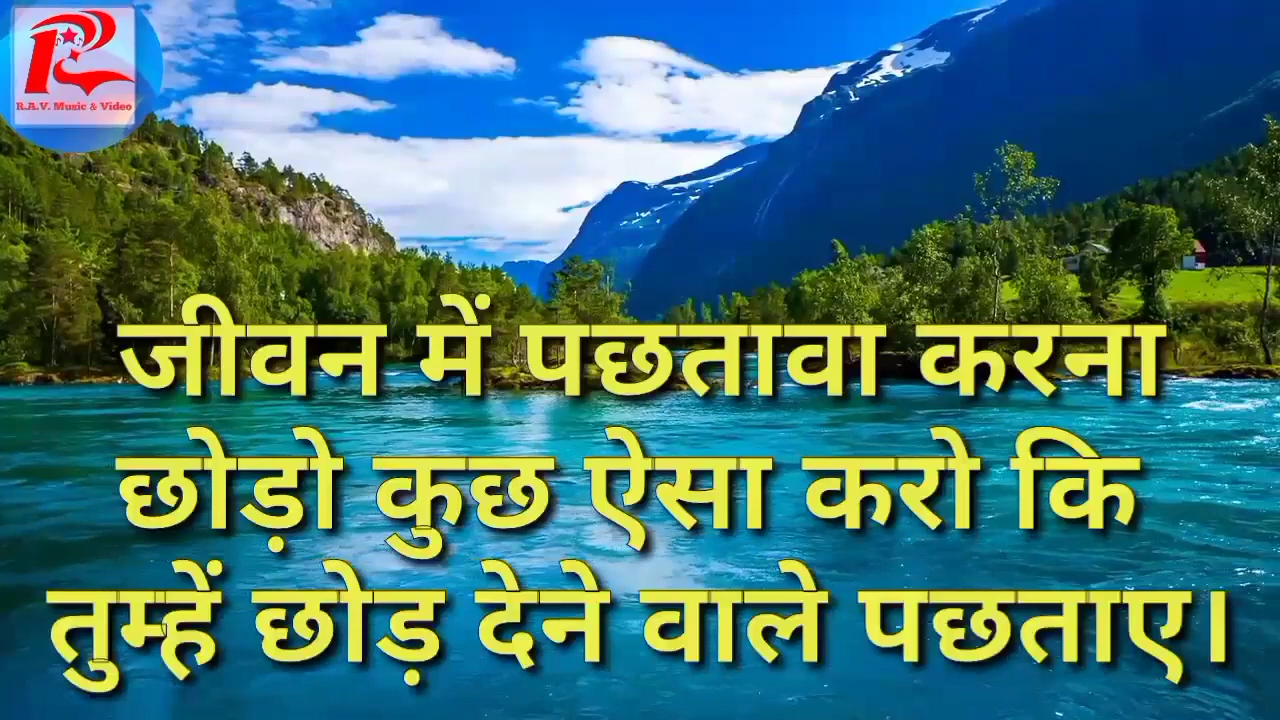 R.A.V. Music & Video
जीवन में पछतावा करना
छोड़ो कुछ ऐसा करो कि
तुम्हें छोड़ देने वाले पछताए।